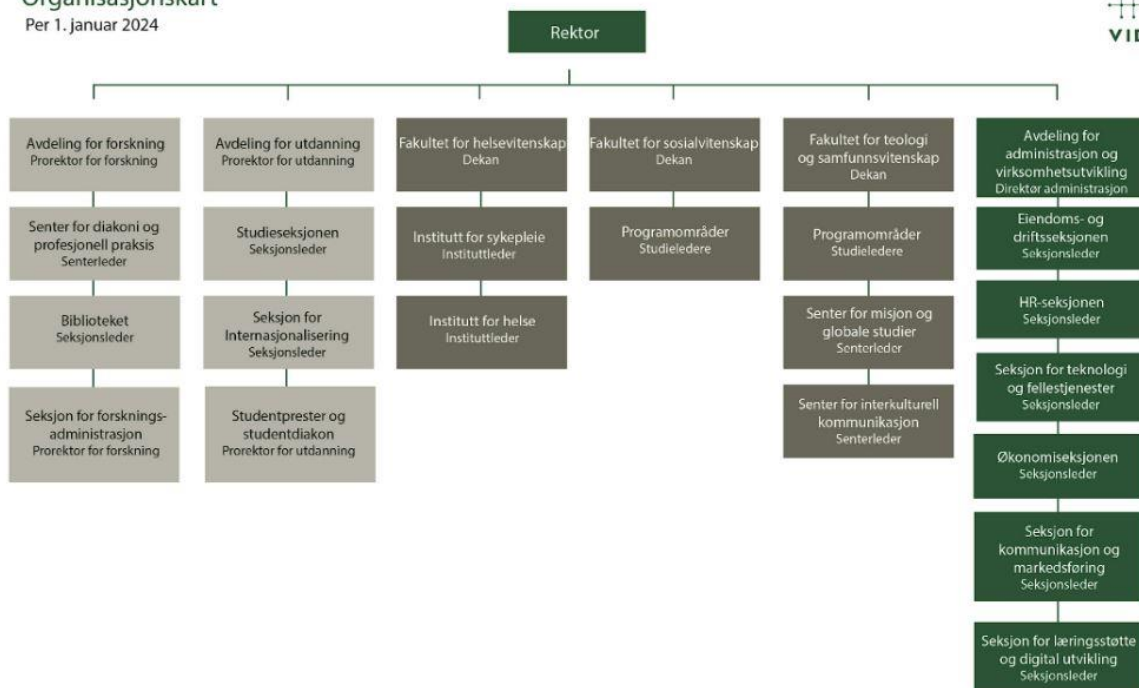 Organisasjonskart
Per 1. januar 2024
Rektor
Avdeling for forskning
Prorektor for forskning
Senter for diakoni og
profesjonell praksis
Senterleder
Biblioteket
Seksjonsleder
Seksjon for forsknings-
administrasjon
Prorektor for forskning
Avdeling for utdanning
Prorektor for utdanning
Studieseksjonen
Seksjonsleder
Seksjon for
Internasjonalisering
Seksjonsleder
Studentprester og
studentdiakon
Prorektor for utdanning
Fakultet for helsevitenskap
Dekan
Institutt for sykepleie
Instituttleder
Institutt for helse
Instituttleder
Fakultet for sosialvitenskap
Dekan
Programområder
Studieledere
Fakultet for teologi
og samfunnsvitenskap
Dekan
Programområder
Studieledere
Senter for misjon og
globale studier
Senterleder
Senter for interkulturell
kommunikasjon
Senterleder
Avdeling for
administrasjon og
virksomhetsutvikling
Direktør administrasjon
Eiendoms- og
driftsseksjonen
Seksjonsleder
HR-seksjonen
Seksjonsleder
Seksjon for teknologi
og fellestjenester
Seksjonsleder
Økonomiseksjonen
Seksjonsleder
Seksjon for
kommunikasjon og
markedsføring
Seksjonsleder
Seksjon for læringsstøtte
og digital utvikling
Seksjonsleder